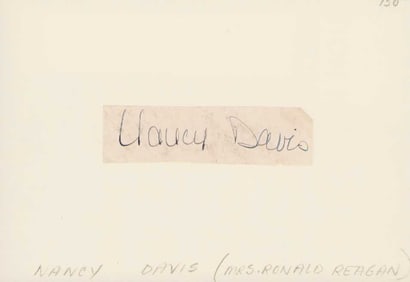 150
Nancy Davis
NANCY DAVIS (MRS. RONALD REAGAN)